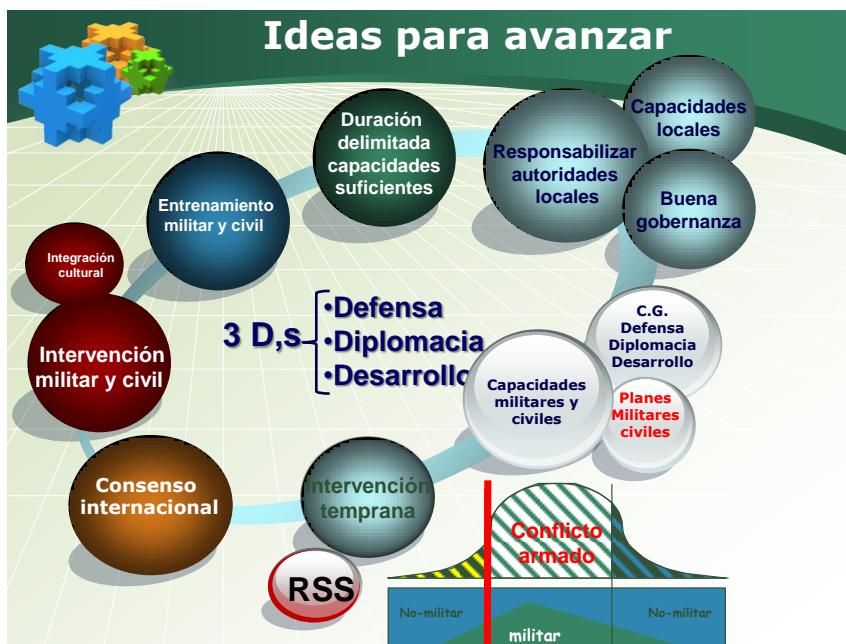 Ideas para avanzar
Capacidades
locales
Duración
delimitada
capacidades
suficientes
Responsabilizar
autoridades
locales
Buena
gobernanza
Entrenamiento
militar y civil
Integración
cultural
Intervención
militar y civil
3 D,s
•Defensa
•Diplomacia
•Desarrollo
C.G.
Defensa
Diplomacia
Desarrollo
Capacidades
militares y
civiles
Planes
Militares
civiles
Consenso
internacional
Intervención
temprana
RSS
Conflicto
armado
No-militar
No-militar
militar